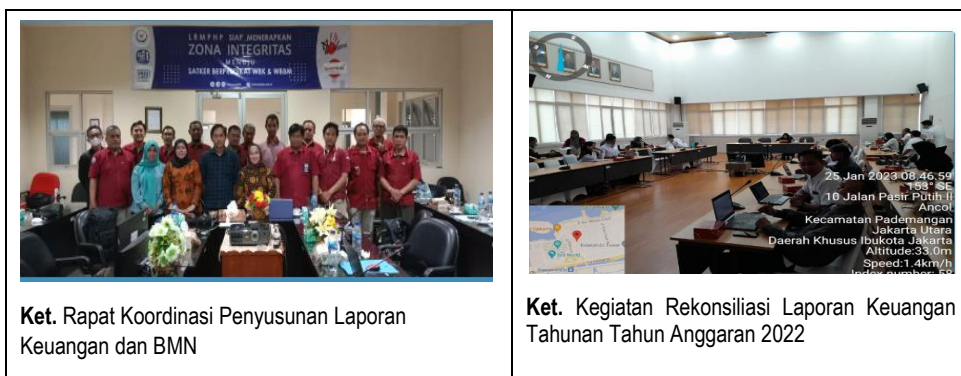 LRMPHP SIAP MENERAPKAN
ZONA INTEGRITAS
MENUJU
SATKER BERPREDIKAT WBK & WBBM
25 Jan 2023 08.46.59
153° SE
10 Jalan Pasir Putih II
Ancol
Kecamatan Pademangan
Jakarta Utara
Daerah Khusus Ibukota Jakarta
Altitude:33.0m
Speed:1.4km/h
Index number: 58
Ket. Rapat Koordinasi Penyusunan Laporan
Keuangan dan BMN
Ket. Kegiatan Rekonsiliasi Laporan Keuangan
Tahunan Tahun Anggaran 2022